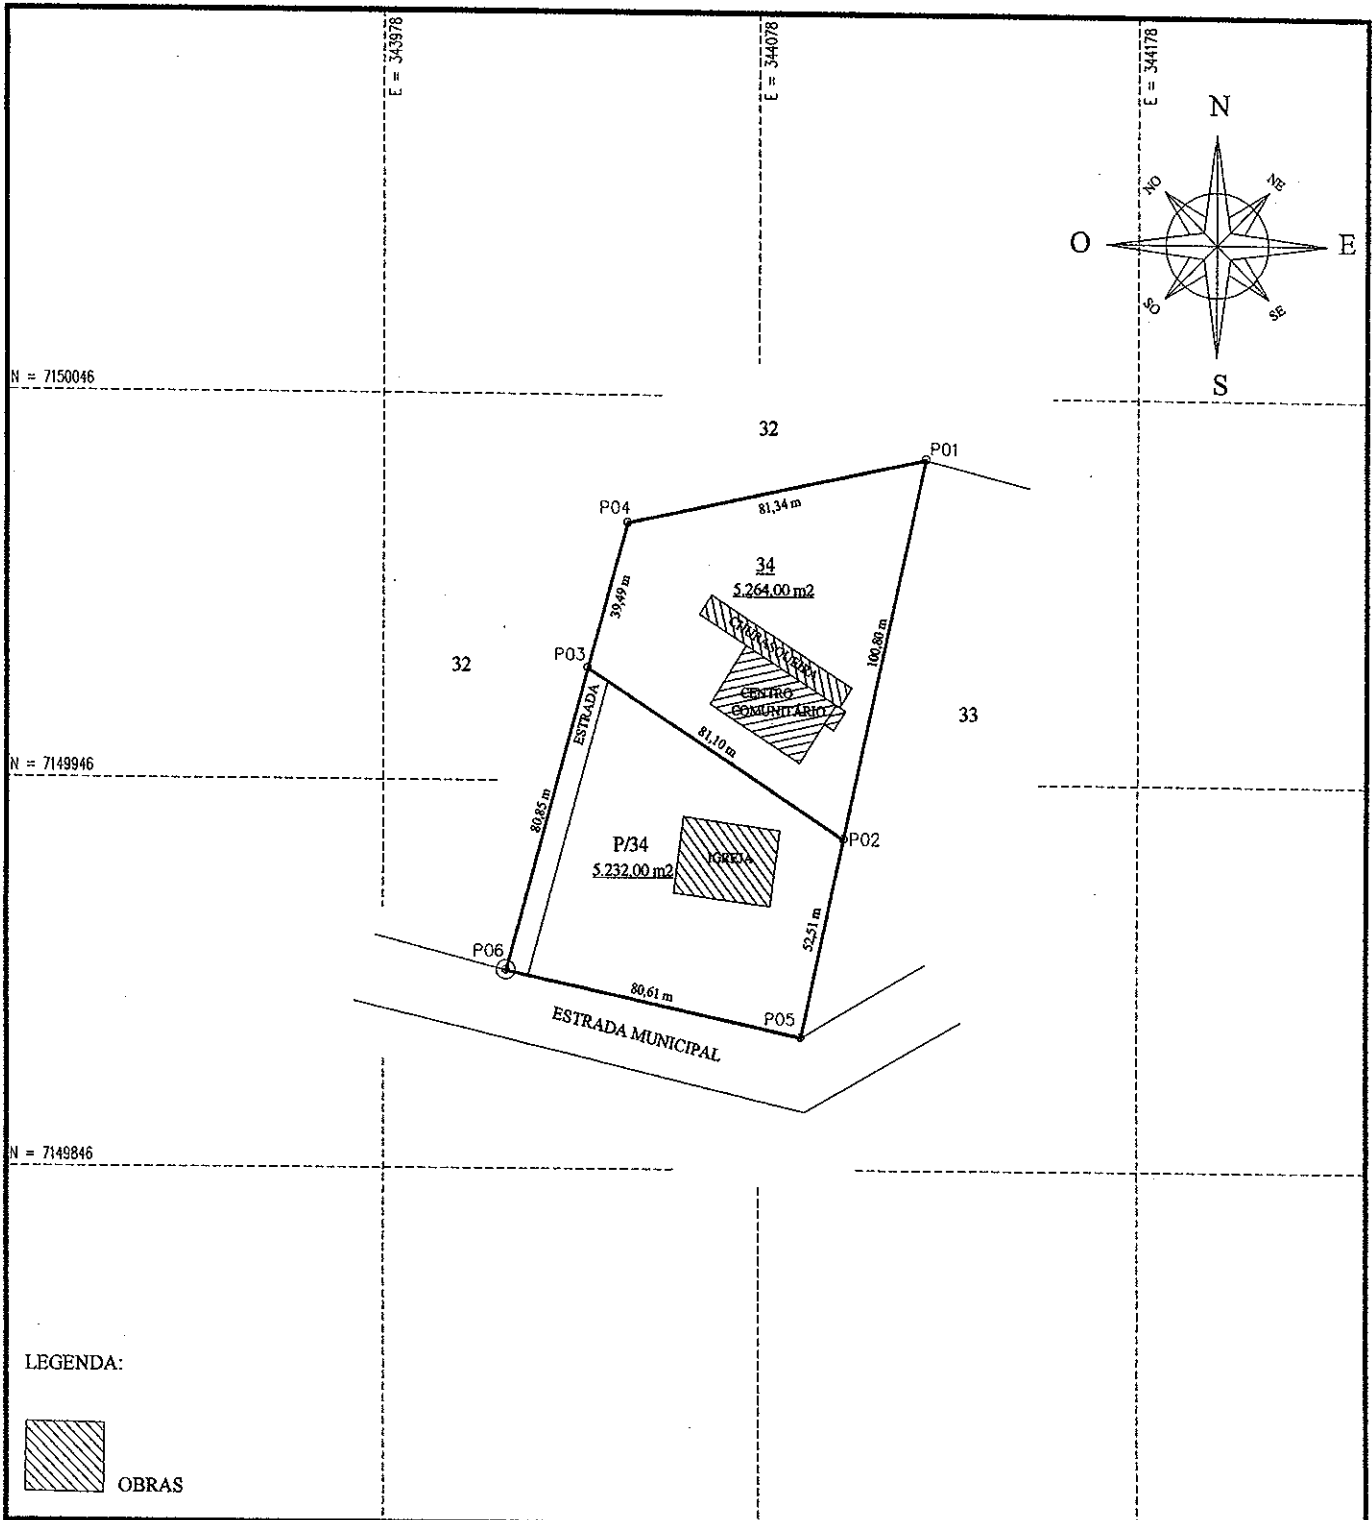 E = 343978
E = 344078
E = 344178
N
NO
NE
O
E
SO
SE
S
N = 7150046
32
P01
P04
81,34 m
34
5.264,00 m2
39,49 m
CHURASQUEIRA
100,80 m
P03
32
ESTRADA
CENTRO
COMUNITÁRIO
33
81,10 m
N = 7149946
80,85 m
P/34
5.232,00 m2
IGREJA
P02
52,51 m
P06
80,61 m
P05
ESTRADA MUNICIPAL
N = 7149846
LEGENDA:
OBRAS